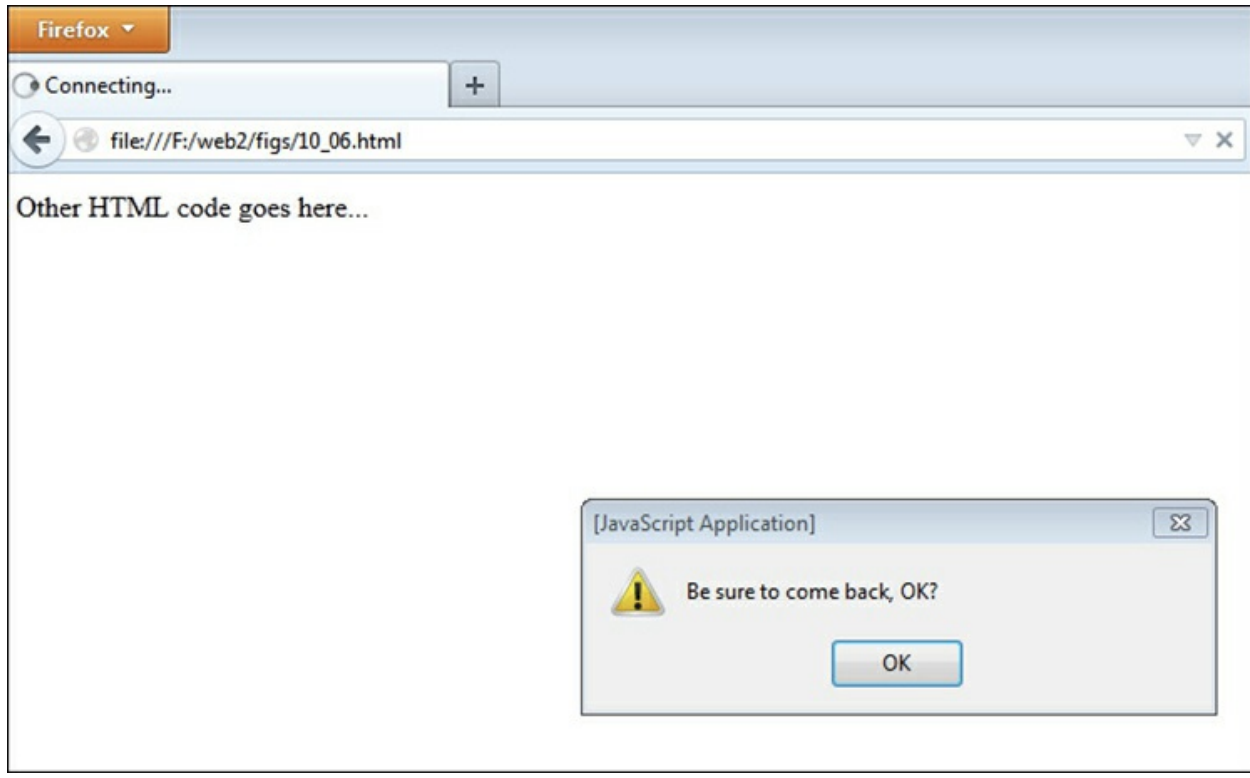 Firefox
Connecting...
file:///F:/web2/figs/10_06.html
Other HTML code goes here...
[JavaScript Application]
Be sure to come back, OK?
OK